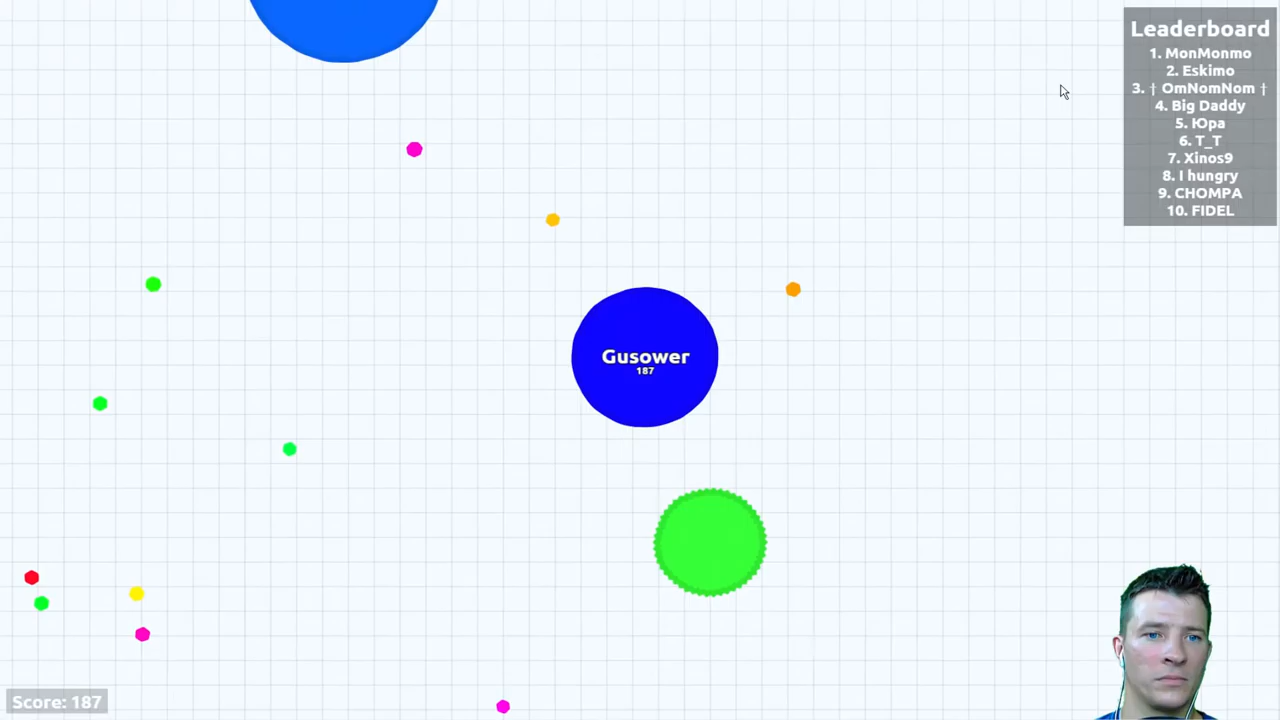 Leaderboard
1. MonMonmo
2. Eskimo
3. † OmNomNom †
4. Big Daddy
5. Юра
6. T_T
7. Xinos9
8. I hungry
9. CHOMPA
10. FIDEL
Gusower
187
Score: 187